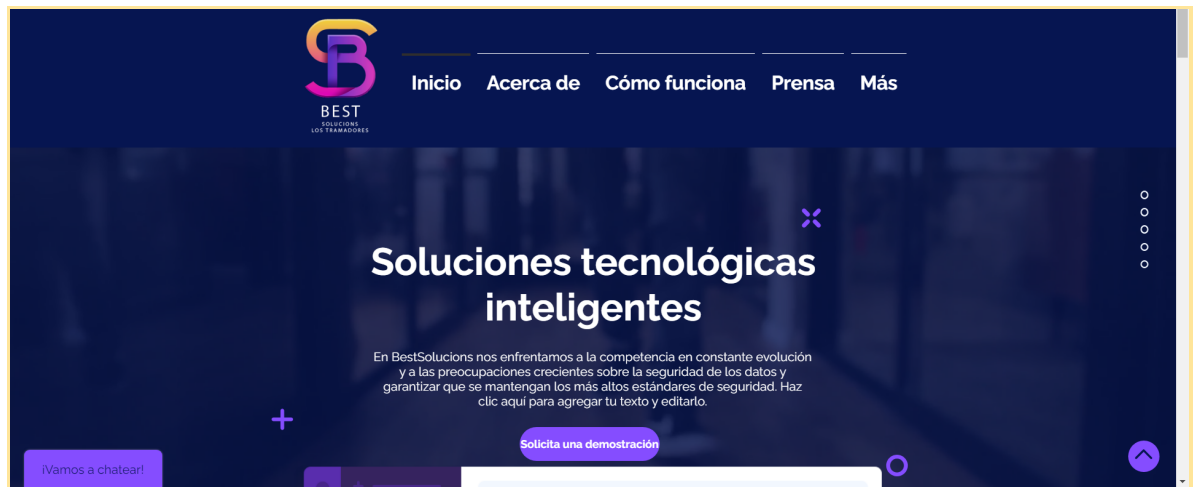 BEST
SOLUCIONS
LOS TRAMADORES
Inicio Acerca de Cómo funciona Prensa Más
Soluciones tecnológicas
inteligentes
En BestSolucions nos enfrentamos a la competencia en constante evolución
y a las preocupaciones crecientes sobre la seguridad de los datos y
garantizar que se mantengan los más altos estándares de seguridad. Haz
clic aquí para agregar tu texto y editarlo.
Solicita una demostración
¡Vamos a chatear!